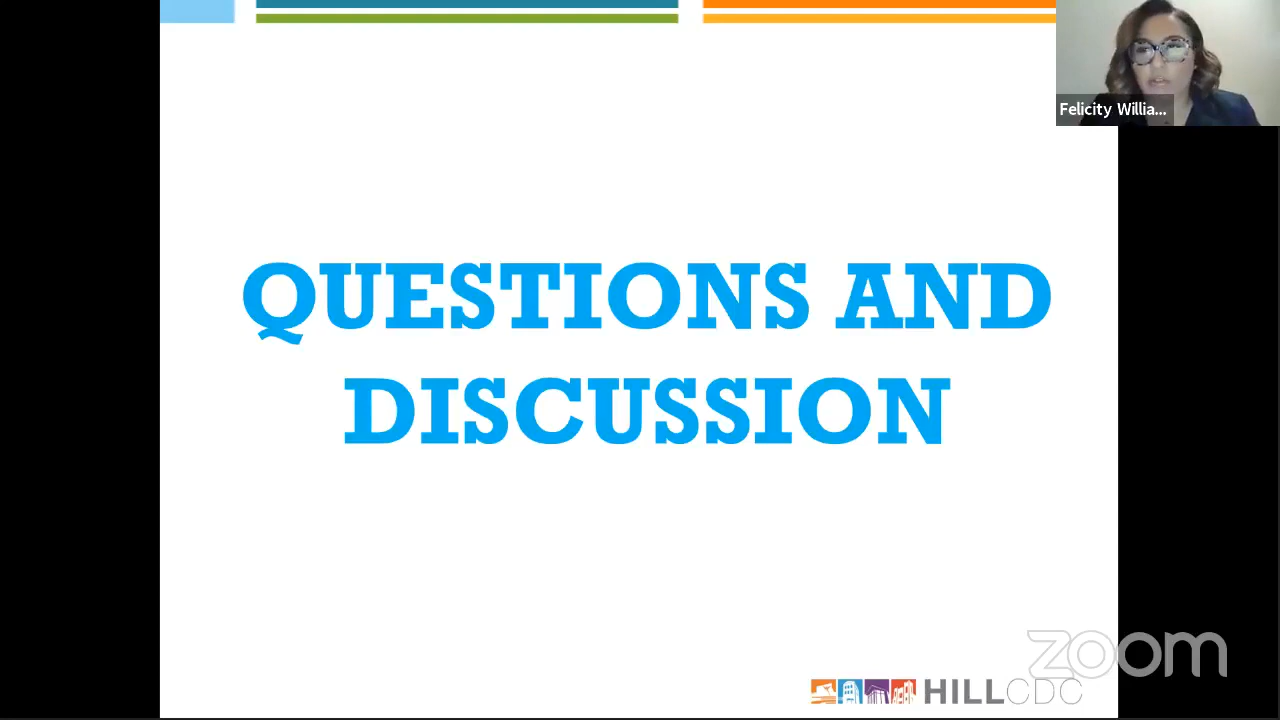 Felicity Willia...
QUESTIONS AND
DISCUSSION
zoom
HILLCDC